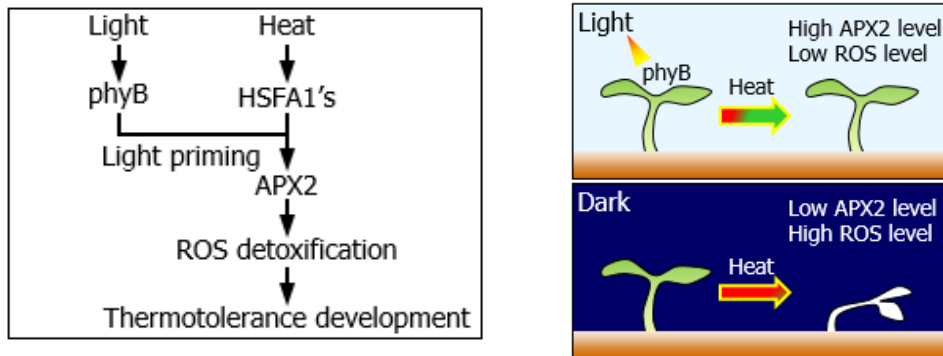 Light Heat
phyB HSFA1's
Light priming
APX2
ROS detoxification
Thermotolerance development
Light
phyB
Heat
High APX2 level
Low ROS level
Dark
Heat
Low APX2 level
High ROS level